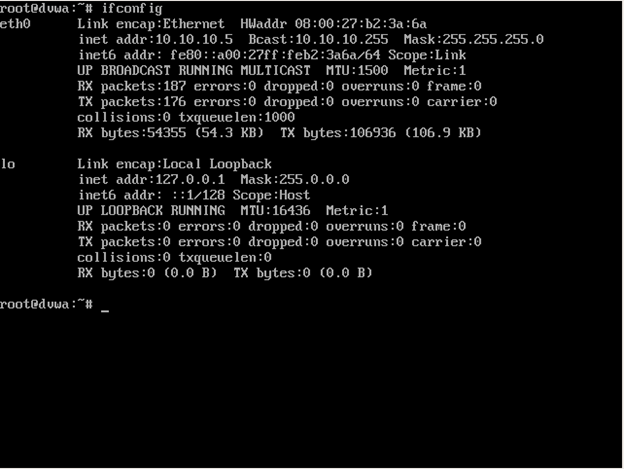 root@dvwa:~# ifconfig
eth0      Link encap:Ethernet  HWaddr 08:00:27:b2:3a:6a
          inet addr:10.10.10.5  Bcast:10.10.10.255  Mask:255.255.255.0
          inet6 addr: fe80::a00:27ff:feb2:3a6a/64 Scope:Link
          UP BROADCAST RUNNING MULTICAST  MTU:1500  Metric:1
          RX packets:187 errors:0 dropped:0 overruns:0 frame:0
          TX packets:176 errors:0 dropped:0 overruns:0 carrier:0
          collisions:0 txqueuelen:1000
          RX bytes:54355 (54.3 KB)  TX bytes:106936 (106.9 KB)

lo        Link encap:Local Loopback
          inet addr:127.0.0.1  Mask:255.0.0.0
          inet6 addr: ::1/128 Scope:Host
          UP LOOPBACK RUNNING  MTU:16436  Metric:1
          RX packets:0 errors:0 dropped:0 overruns:0 frame:0
          TX packets:0 errors:0 dropped:0 overruns:0 carrier:0
          collisions:0 txqueuelen:0
          RX bytes:0 (0.0 B)  TX bytes:0 (0.0 B)

root@dvwa:~# _